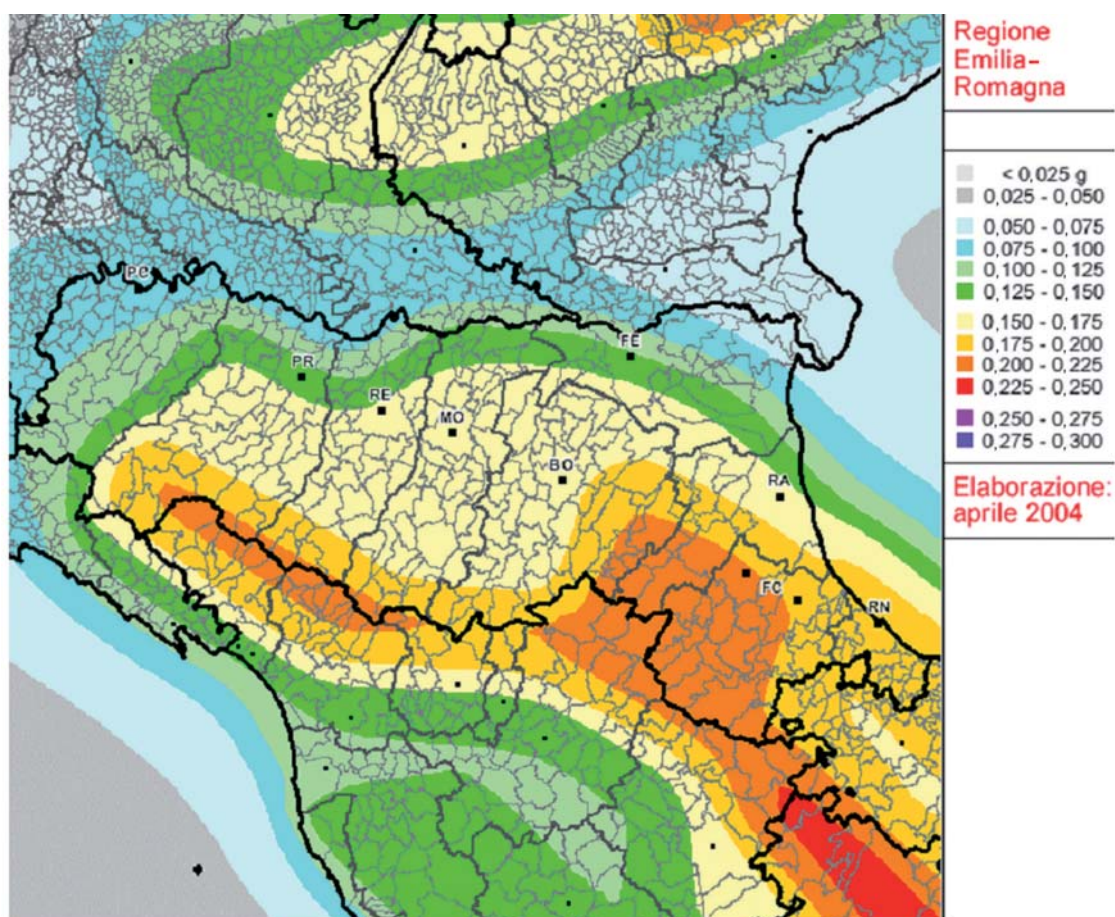 Regione
Emilia-
Romagna
< 0,025 g
0,025 - 0,050
0,050 - 0,075
0,075 - 0,100
0,100 - 0,125
0,125 - 0,150
0,150 - 0,175
0,175 - 0,200
0,200 - 0,225
0,225 - 0,250
0,250 - 0,275
0,275 - 0,300
Elaborazione:
aprile 2004
PC
PR
FE
RE
MO
BO
RA
FC
RN